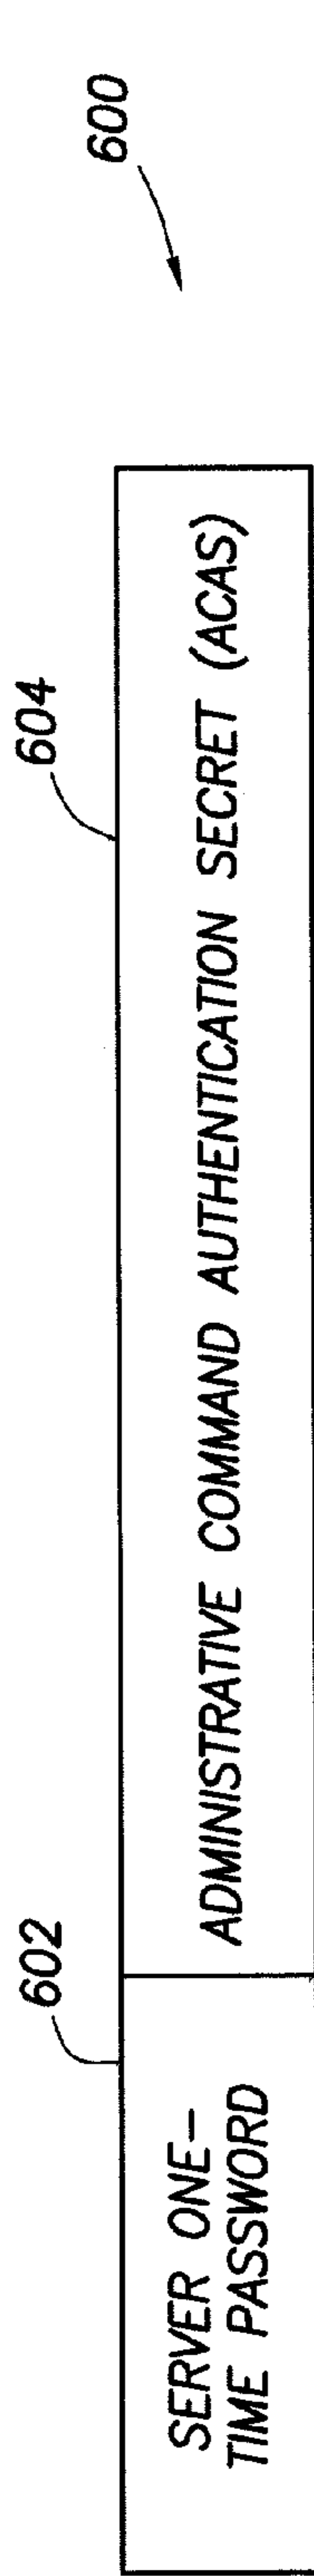 600
602
604
SERVER ONE-
TIME PASSWORD
ADMINISTRATIVE COMMAND AUTHENTICATION SECRET (ACAS)